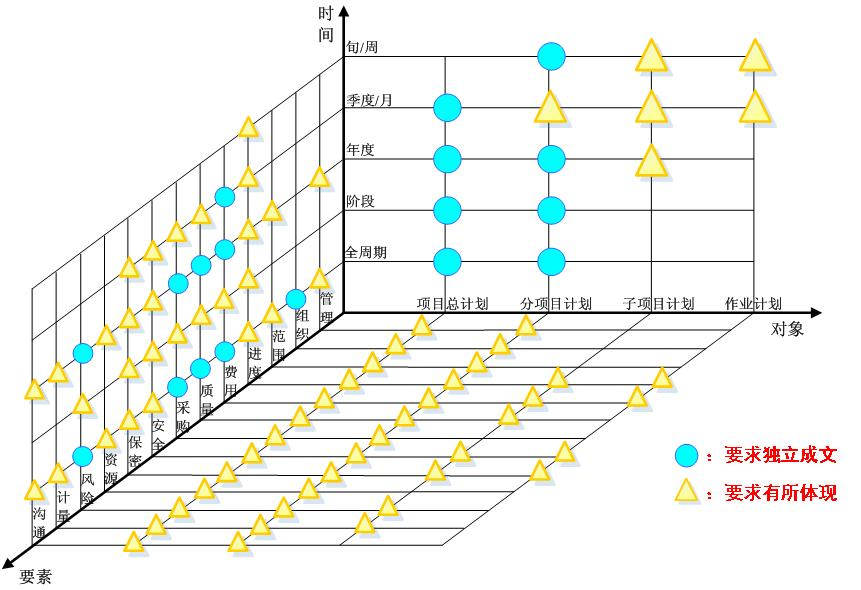 时间
旬/周
季度/月
年度
阶段
全周期
项目总计划
分项目计划
子项目计划
作业计划
对象
管理
组织
范围
进度
费用
质量
采购
安全
保密
资源
风险
计量
沟通
要素
：要求独立成文
：要求有所体现